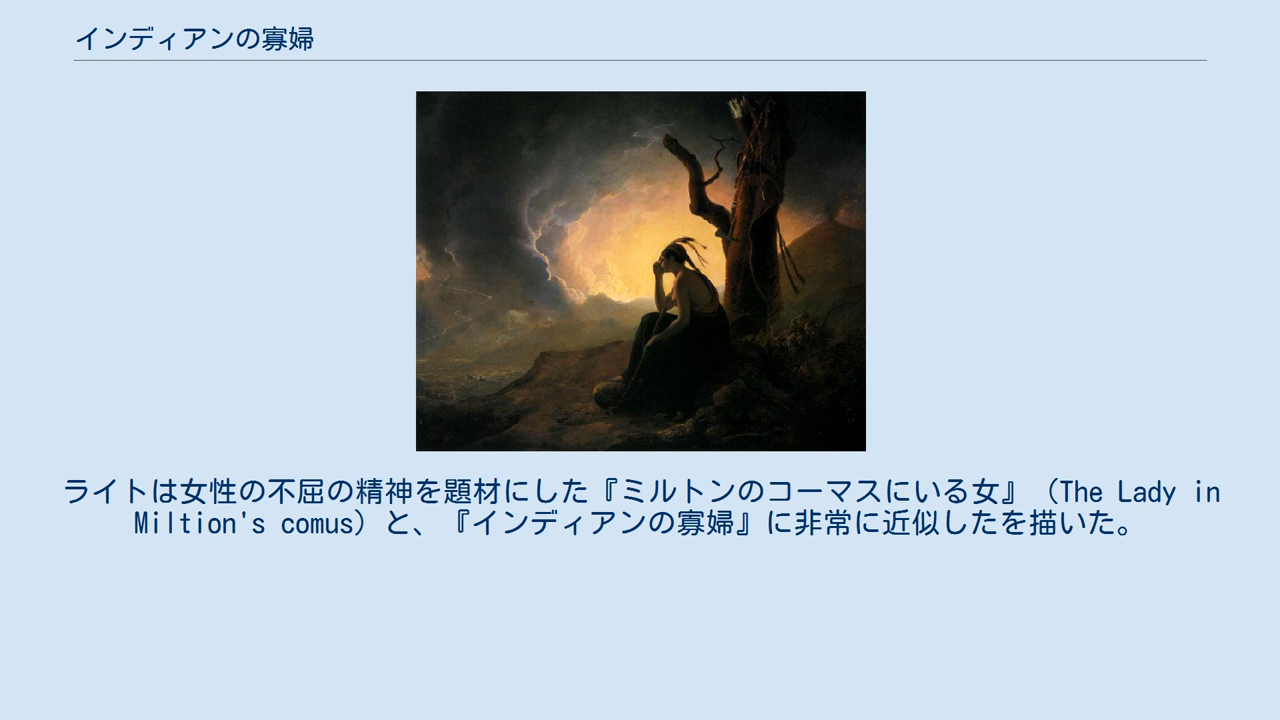 インディアンの寡婦
ライトは女性の不屈の精神を題材にした『ミルトンのコーマスにいる女』（The Lady in
Miltion's comus）と、『インディアンの寡婦』に非常に近似したを描いた。